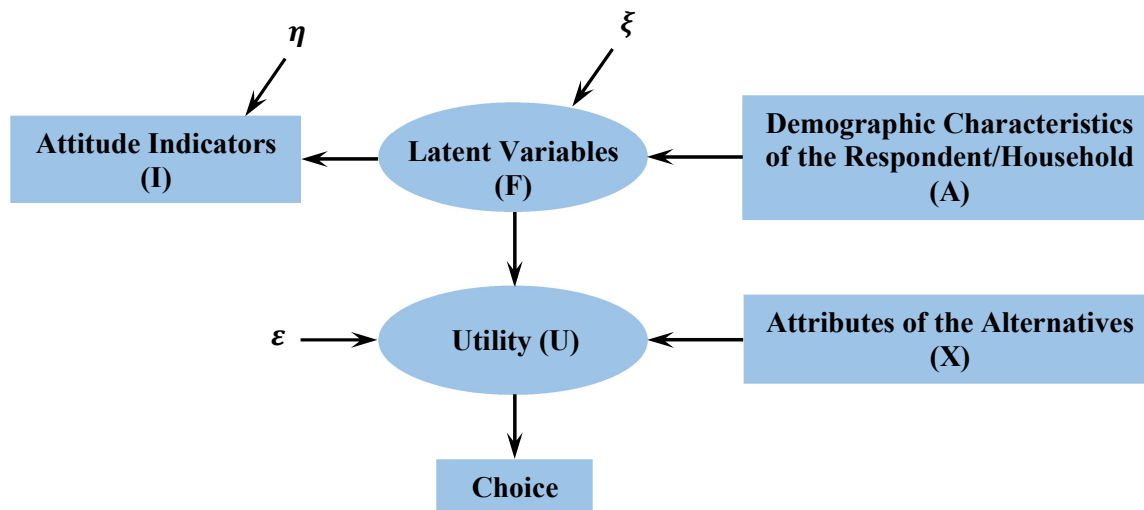 η
ξ
Attitude Indicators
(I)
Latent Variables
(F)
Demographic Characteristics
of the Respondent/Household
(A)
ε
Utility (U)
Attributes of the Alternatives
(X)
Choice